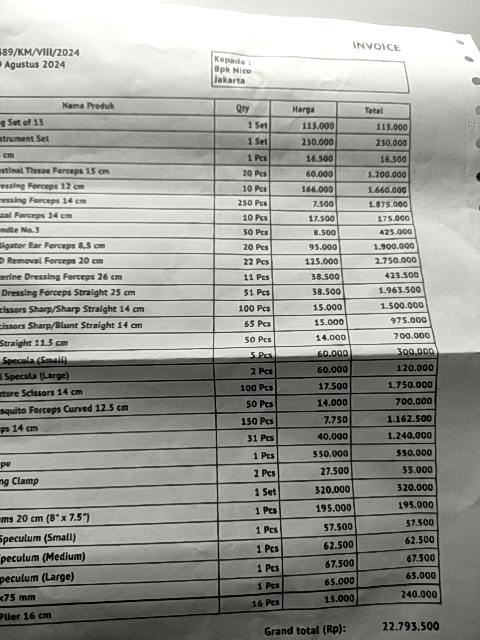 489/KM/VIII/2024
9 Agustus 2024
INVOICE
Kepada :
Bpk Nico
Jakarta
Nama Produk Qty Harga Total
g Set of 13 1 Set 115.000 115.000
strument Set 1 Set 230.000 230.000
cm 1 Pcs 16.500 16.500
estinal Tissue Forceps 15 cm 20 Pcs 60.000 1.200.000
essing Forceps 12 cm 10 Pcs 166.000 1.660.000
ressing Forceps 14 cm 250 Pcs 7.500 1.875.000
zal Forceps 14 cm 10 Pcs 17.500 175.000
ndle No.3 50 Pcs 8.500 425.000
lligator Ear Forceps 8,5 cm 20 Pcs 95.000 1.900.000
D Removal Forceps 20 cm 22 Pcs 125.000 2.750.000
terine Dressing Forceps 26 cm 11 Pcs 38.500 423.500
Dressing Forceps Straight 25 cm 51 Pcs 38.500 1.963.500
cissors Sharp/Sharp Straight 14 cm 100 Pcs 15.000 1.500.000
cissors Sharp/Blunt Straight 14 cm 65 Pcs 15.000 975.000
Straight 11.5 cm 50 Pcs 14.000 700.000
Specula (Small) 5 Pcs 60.000 300.000
l Specula (Large) 2 Pcs 60.000 120.000
ture Scissors 14 cm 100 Pcs 17.500 1.750.000
squito Forceps Curved 12.5 cm 50 Pcs 14.000 700.000
ps 14 cm 150 Pcs 7.750 1.162.500
31 Pcs 40.000 1.240.000
pe 1 Pcs 550.000 550.000
ng Clamp 2 Pcs 27.500 55.000
1 Set 320.000 320.000
ms 20 cm (8" x 7.5") 1 Pcs 195.000 195.000
Speculum (Small) 1 Pcs 57.500 57.500
peculum (Medium) 1 Pcs 62.500 62.500
peculum (Large) 1 Pcs 67.500 67.500
x75 mm 1 Pcs 65.000 65.000
Plier 16 cm 16 Pcs 15.000 240.000
Grand total (Rp): 22.793.500